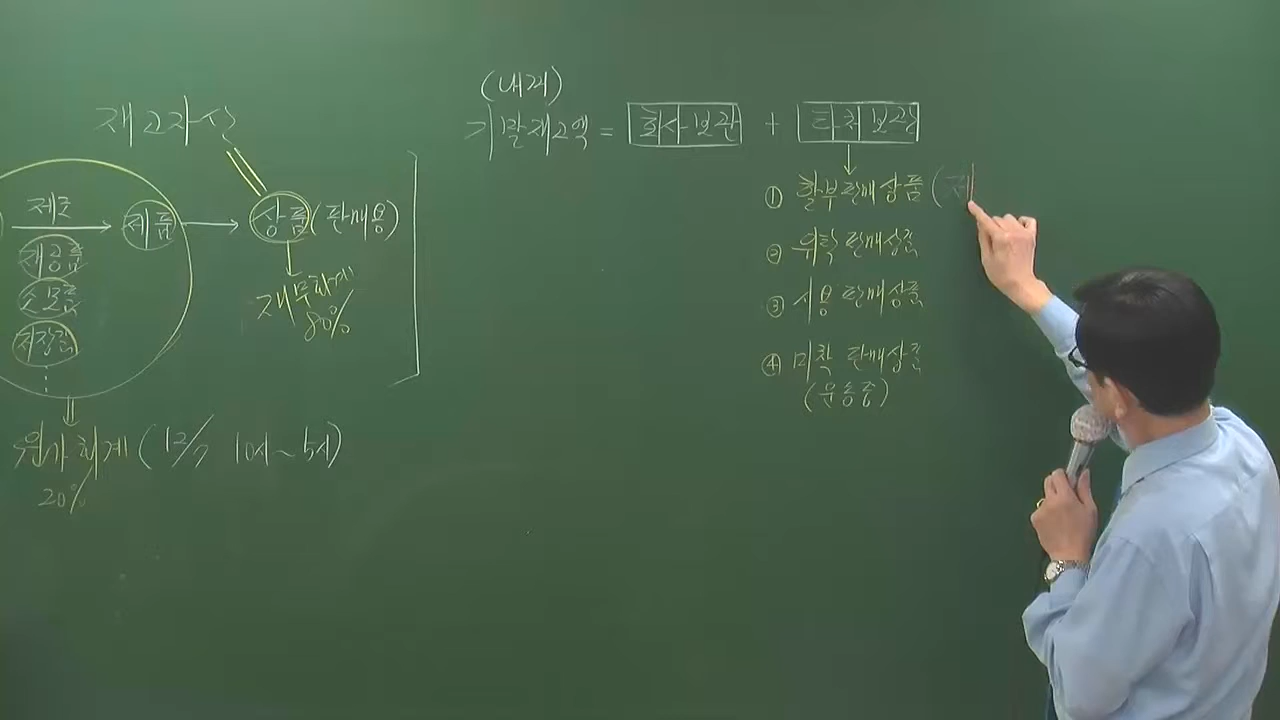 재고자산
제조
제품
상품 (판매용)
재공품
소모품
저장품
재무회계
80%
원가회계 (12/7 10시~5시)
20%
(내과)
기말재고액 = 회사보관 + 타처보관
① 할부판매상품 (
② 위탁판매상품
③ 시용판매상품
④ 미착 판매상품
(운송중)